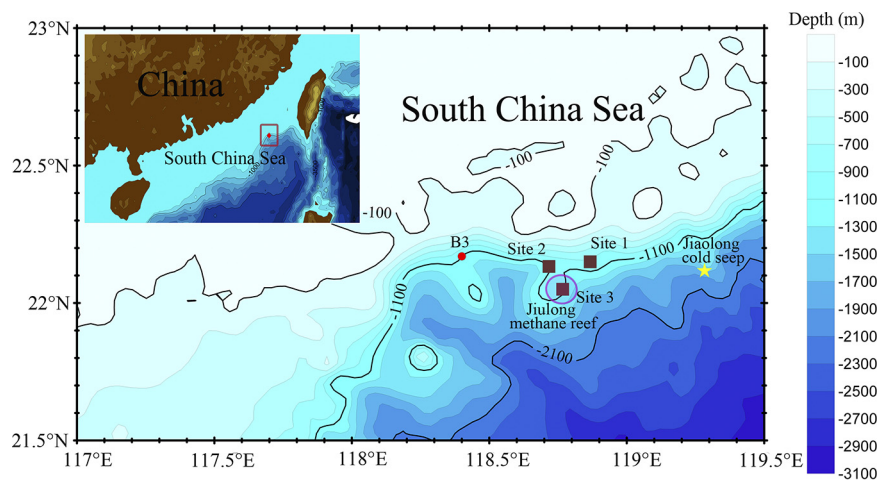 Depth (m)
23°N
China
South China Sea
South China Sea
-1000
-100
-100
-100
22.5°N
B3
Site 2
Site 1
-1100
Jiaolong
cold seep
-1100
22°N
Site 3
Jiulong
methane reef
-2100
21.5°N
117°E
117.5°E
118°E
118.5°E
119°E
119.5°E
-100
-300
-500
-700
-900
-1100
-1300
-1500
-1700
-1900
-2100
-2300
-2500
-2700
-2900
-3100